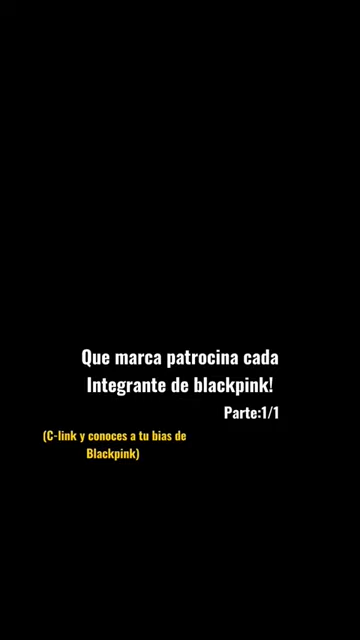 Que marca patrocina cada
Integrante de blackpink!
Parte:1/1
(C-link y conoces a tu bias de
Blackpink)